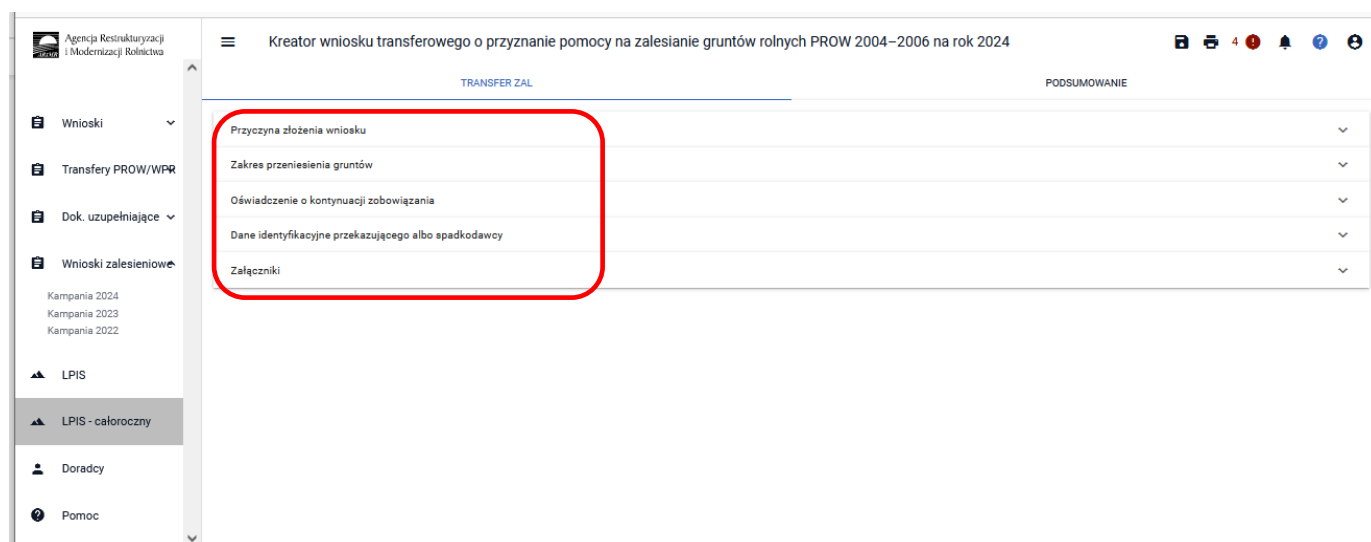 Agencja Restrukturyzacji
i Modernizacji Rolnictwa
Kreator wniosku transferowego o przyznanie pomocy na zalesianie gruntów rolnych PROW 2004–2006 na rok 2024
4
TRANSFER ZAL
PODSUMOWANIE
Wnioski
Transfery PROW/WPR
Dok. uzupełniające
Wnioski zalesieniowe
Kampania 2024
Kampania 2023
Kampania 2022
LPIS
LPIS - całoroczny
Doradcy
Pomoc
Przyczyna złożenia wniosku
Zakres przeniesienia gruntów
Oświadczenie o kontynuacji zobowiązania
Dane identyfikacyjne przekazującego albo spadkodawcy
Załączniki